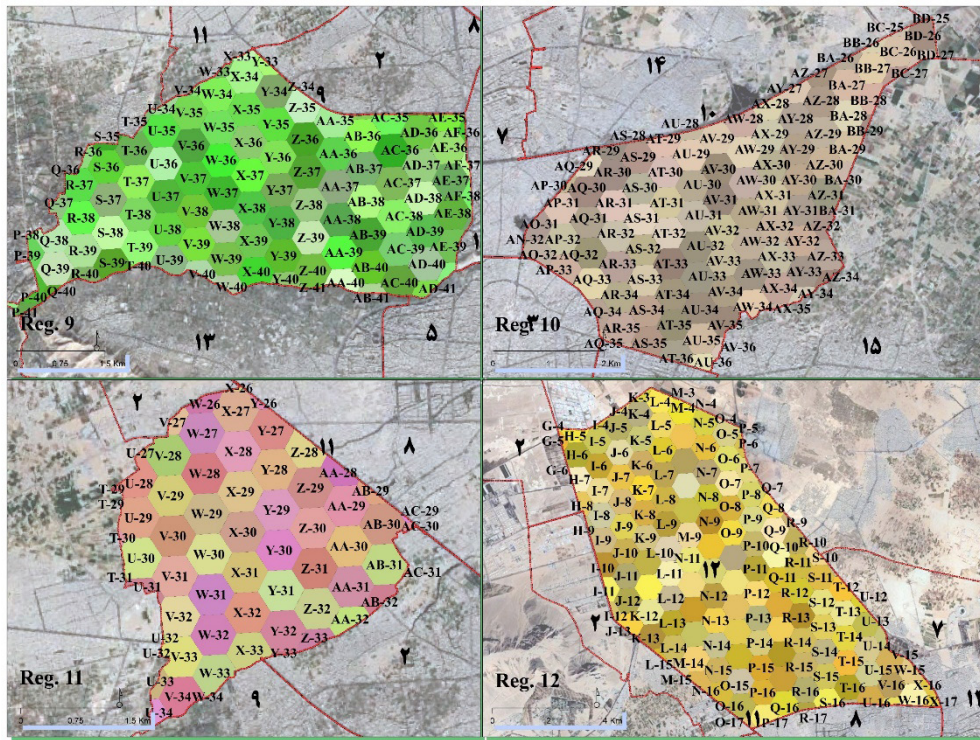 ۱۱
X-33
Y-33
۲
۸
W-33
X-34
Y-34
Z-34
۹
V-34
W-34
U-34
V-35
X-35
Z-35
T-35
U-35
W-35
Y-35
AA-35
AC-35
AE-35
S-35
T-36
V-36
X-36
Z-36
AB-36
AD-36
AF-36
R-36
S-36
U-36
W-36
Y-36
AA-36
AC-36
AE-36
Q-36
R-37
T-37
V-37
X-37
Z-37
AB-37
AD-37
AF-37
Q-37
S-37
U-37
Y-37
AA-37
AC-37
AE-37
R-38
T-38
V-38
X-38
Z-38
AB-38
AD-38
AF-38
P-38
Q-38
S-38
U-38
W-38
Y-38
AA-38
AC-38
AE-38
P-39
R-39
T-39
V-39
X-39
Z-39
AB-39
AD-39
Q-39
S-39
U-39
W-39
Y-39
AA-39
AC-39
AE-39
R-40
T-40
V-40
X-40
Z-40
AB-40
AD-40
P-40
Q-40
W-40
Y-40
AA-40
AC-40
P-41
Z-41
AB-41
AD-41
Reg. 9
۱۳
۵
0 0.75 1.5 Km
BD-25
BC-25
BD-26
BB-26
BC-26
BD-27
۱۴
BA-26
BB-27
BC-27
AZ-27
BA-27
AY-27
AZ-28
BB-28
۱۰
AX-28
BA-28
۷
AU-28
AW-28
AY-28
BB-29
AS-28
AT-29
AV-29
AX-29
AZ-29
BA-29
AR-29
AS-29
AU-29
AW-29
AY-29
AQ-29
AR-30
AT-30
AV-30
AX-30
AZ-30
BA-30
AP-30
AQ-30
AS-30
AU-30
AW-30
AY-30
AP-31
AR-31
AT-31
AV-31
AX-31
AZ-31
AO-31
AQ-31
AS-31
AU-31
AW-31
AY-31
BA-31
AN-32
AP-32
AR-32
AT-32
AV-32
AX-32
AZ-32
AO-32
AQ-32
AS-32
AU-32
AW-32
AY-32
AP-33
AR-33
AT-33
AV-33
AX-33
AZ-33
AQ-33
AS-33
AU-33
AW-33
AY-33
AZ-34
AR-34
AT-34
AV-34
AX-34
AY-34
۳
AQ-34
AS-34
AU-34
AW-34
AX-35
AR-35
AT-35
AV-35
AQ-35
AS-35
AU-35
AV-36
AT-36
AU-36
Reg. 10
۱۵
0 1 2 Km
X-26
۲
W-26
Y-26
X-27
V-27
W-27
Y-27
۱۱
۸
U-27
V-28
X-28
Z-28
U-28
W-28
Y-28
AA-28
T-29
V-29
X-29
Z-29
AB-29
T-29
U-29
W-29
Y-29
AA-29
AC-29
T-30
V-30
X-30
Z-30
AB-30
AC-30
U-30
W-30
Y-30
AA-30
T-31
V-31
X-31
Z-31
AB-31
AC-31
U-31
W-31
Y-31
AA-31
V-32
X-32
Z-32
AB-32
U-32
W-32
Y-32
AA-32
U-32
V-33
X-33
Z-33
Y-33
۲
U-33
W-33
V-34
W-34
۹
U-34
Reg. 11
0 0.75 1.5 Km
M-3
K-3
L-4
M-4
N-4
G-4
J-4
K-4
O-4
۲
H-5
I-4
J-5
L-5
O-5
P-5
G-5
I-5
K-5
N-6
P-6
H-6
J-6
L-6
O-6
G-6
I-6
K-6
N-7
P-7
H-7
J-7
L-7
O-7
Q-7
I-7
K-7
N-8
P-8
H-8
J-8
L-8
O-8
Q-8
I-8
K-8
N-9
P-9
R-9
H-9
J-9
L-9
O-9
Q-9
I-9
K-9
M-9
P-10
R-10
J-10
L-10
N-11
Q-10
S-10
I-10
۱۲
P-11
R-11
J-11
L-11
Q-11
S-11
I-11
L-12
N-12
P-12
R-12
T-12
U-12
J-12
S-12
T-13
I-12
K-12
L-13
N-13
P-13
R-13
S-13
U-13
۷
۲
J-13
K-13
L-14
N-14
P-14
R-14
T-14
U-14
V-15
L-15
M-14
N-15
P-15
R-15
S-14
T-15
U-15
W-15
M-15
O-15
S-15
T-16
V-16
X-16
N-16
P-16
R-16
W-16
O-16
Q-16
S-16
U-16
X-17
O-17
۱۱
P-17
R-17
۸
Reg. 12
0 2 4 Km